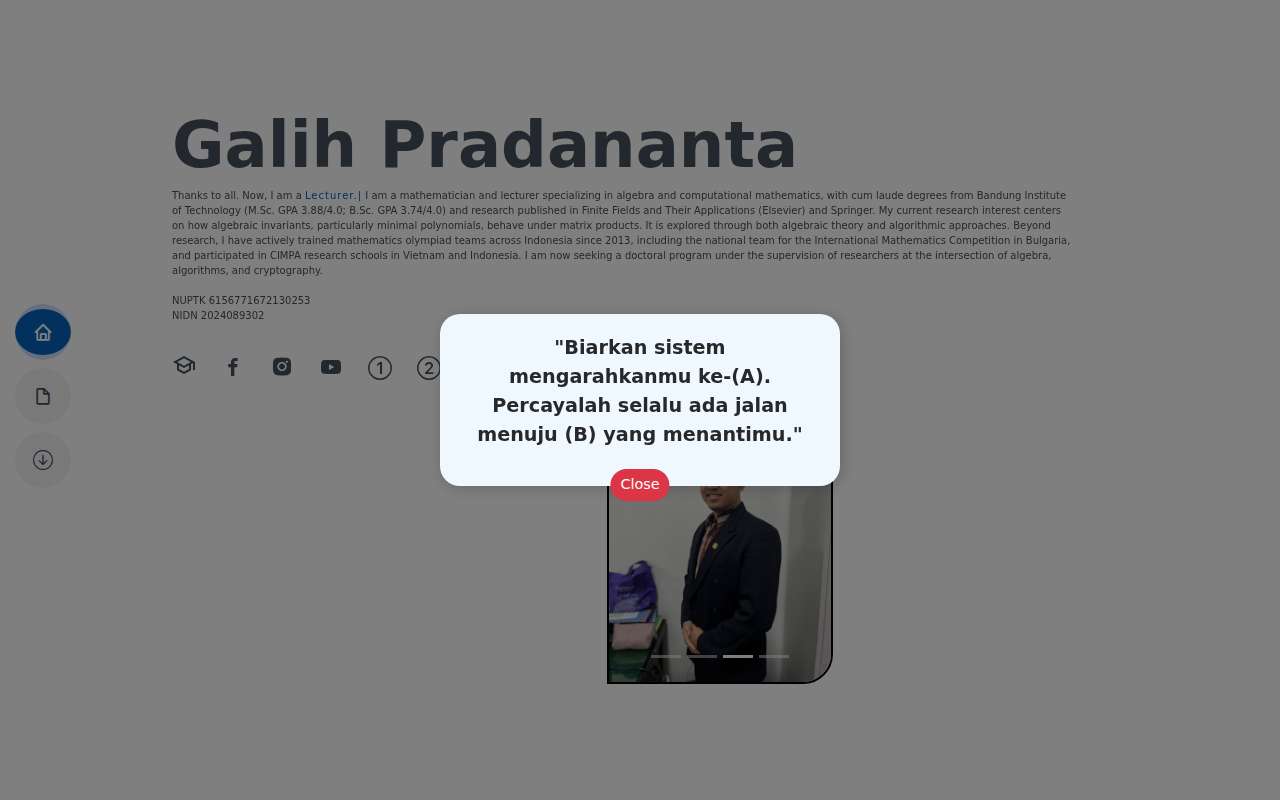 Galih Pradananta
Thanks to all. Now, I am a Lecturer.| I am a mathematician and lecturer specializing in algebra and computational mathematics, with cum laude degrees from Bandung Institute
of Technology (M.Sc. GPA 3.88/4.0; B.Sc. GPA 3.74/4.0) and research published in Finite Fields and Their Applications (Elsevier) and Springer. My current research interest centers
on how algebraic invariants, particularly minimal polynomials, behave under matrix products. It is explored through both algebraic theory and algorithmic approaches. Beyond
research, I have actively trained mathematics olympiad teams across Indonesia since 2013, including the national team for the International Mathematics Competition in Bulgaria,
and participated in CIMPA research schools in Vietnam and Indonesia. I am now seeking a doctoral program under the supervision of researchers at the intersection of algebra,
algorithms, and cryptography.
NUPTK 6156771672130253
NIDN 2024089302
1 2
"Biarkan sistem
mengarahkanmu ke-(A).
Percayalah selalu ada jalan
menuju (B) yang menantimu."
Close